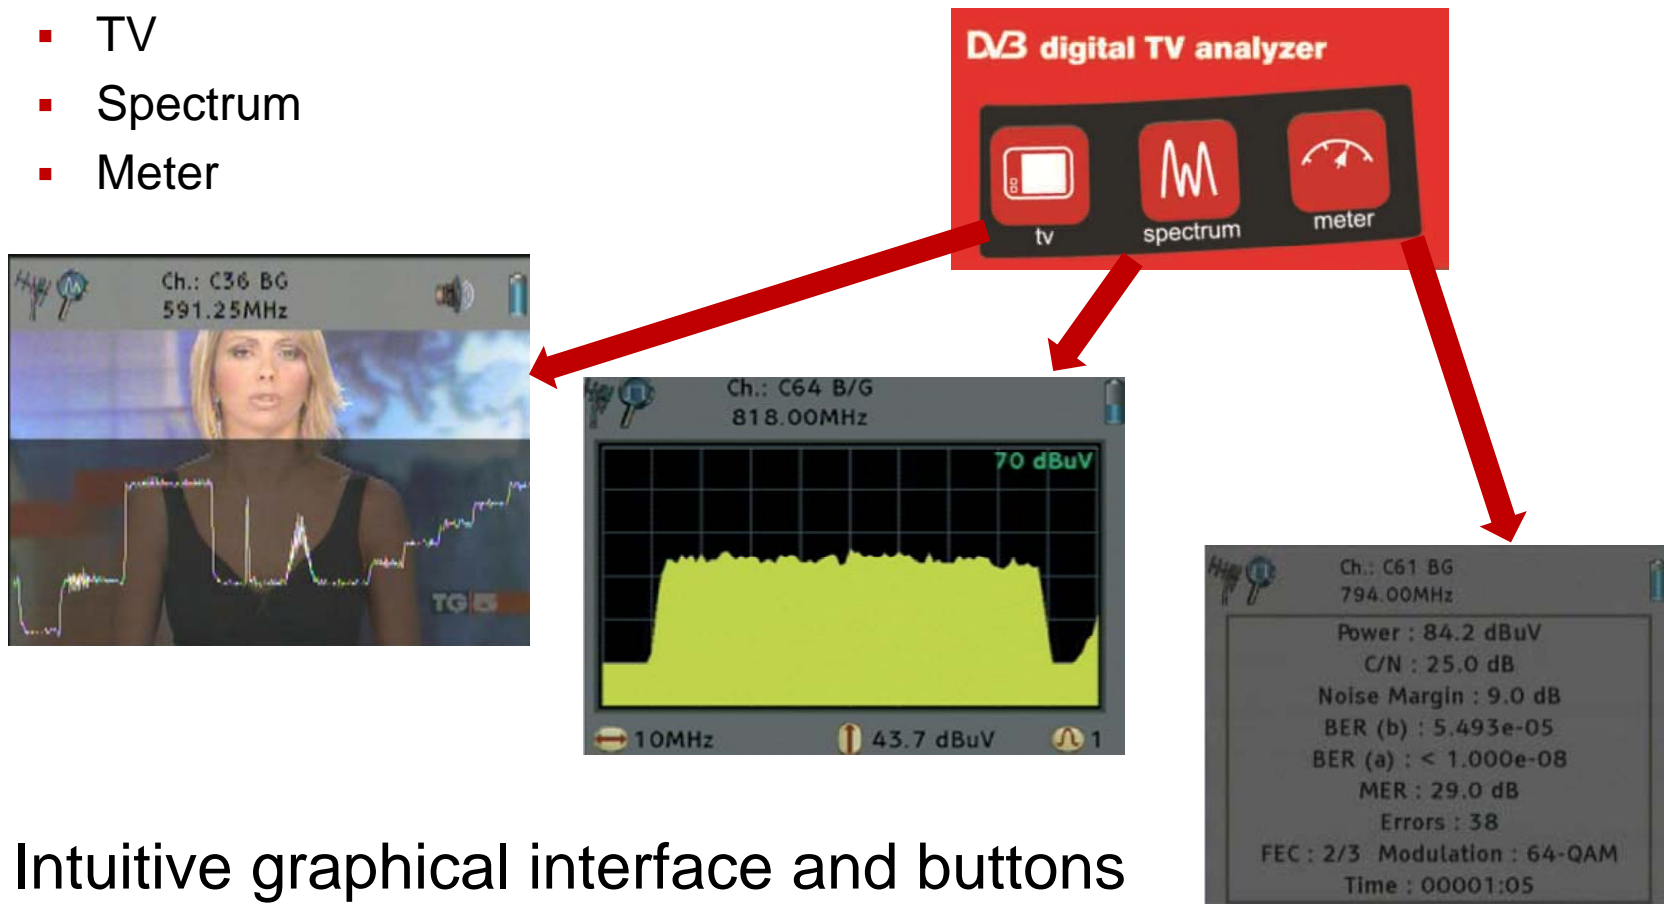 TV
Spectrum
Meter
DVB digital TV analyzer
tv
spectrum
meter
Ch.: C36 BG
591.25MHz
TG 5
Ch.: C64 B/G
818.00MHz
70 dBuV
10MHz
43.7 dBuV
1
Ch.: C61 BG
794.00MHz
Power : 84.2 dBuV
C/N : 25.0 dB
Noise Margin : 9.0 dB
BER (b) : 5.493e-05
BER (a) : < 1.000e-08
MER : 29.0 dB
Errors : 38
FEC : 2/3 Modulation : 64-QAM
Time : 00001:05
Intuitive graphical interface and buttons